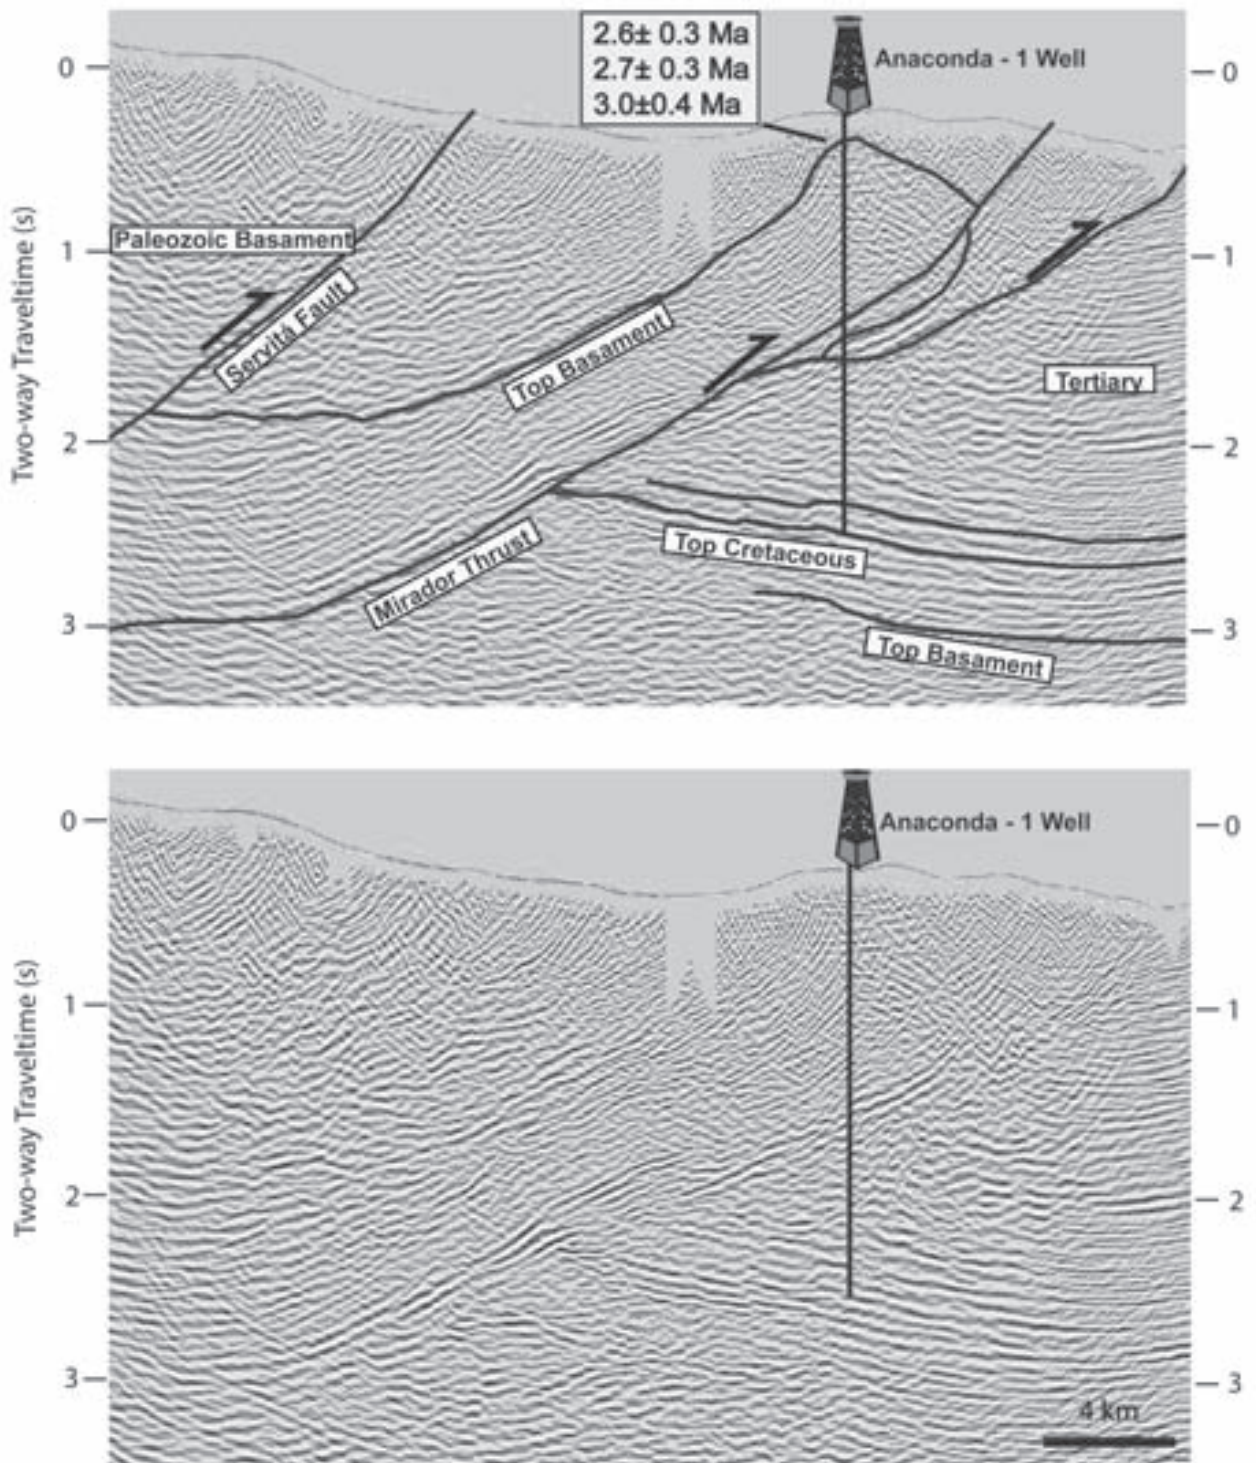 2.6± 0.3 Ma
2.7± 0.3 Ma
3.0±0.4 Ma
Anaconda - 1 Well
0
0
Paleozoic Basament
1
1
Servitá Fault
Top Basament
Tertiary
Two-way Traveltime (s)
2
2
Top Cretaceous
Mirador Thrust
3
3
Top Basament
Anaconda - 1 Well
0
0
1
1
Two-way Traveltime (s)
2
2
3
3
4 km